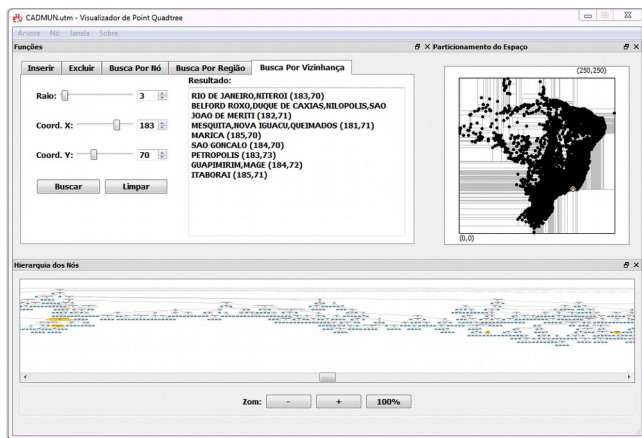 CADMUN.utm - Visualizador de Point Quadtree
Árvore Nó Janela Sobre
Funções
Inserir Excluir Busca Por Nó Busca Por Região Busca Por Vizinhança
Raio: 3
Coord. X: 183
Coord. Y: 70
Buscar Limpar
Resultado:
RIO DE JANEIRO,NITEROI (183,70)
BELFORD ROXO,DUQUE DE CAXIAS,NILOPOLIS,SAO
JOAO DE MERITI (182,71)
MESQUITA,NOVA IGUACU,QUEIMADOS (181,71)
MARICA (185,70)
SAO GONCALO (184,70)
PETROPOLIS (183,73)
GUAPIMIRIM,MAGE (184,72)
ITABORAI (185,71)
Particionamento do Espaço
(250,250)
(0,0)
Hierarquia dos Nós
Zom: - + 100%